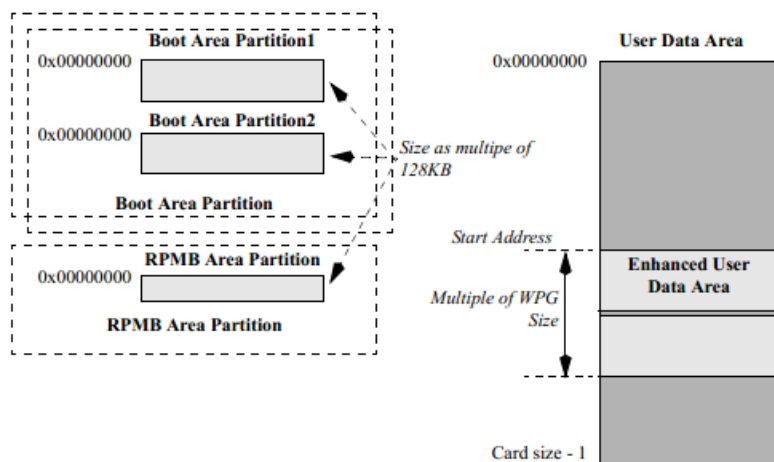 Boot Area Partition1
0x00000000
Boot Area Partition2
0x00000000
Boot Area Partition
Size as multipe of
128KB
RPMB Area Partition
0x00000000
RPMB Area Partition
User Data Area
0x00000000
Start Address
Enhanced User
Data Area
Multiple of WPG
Size
Card size - 1